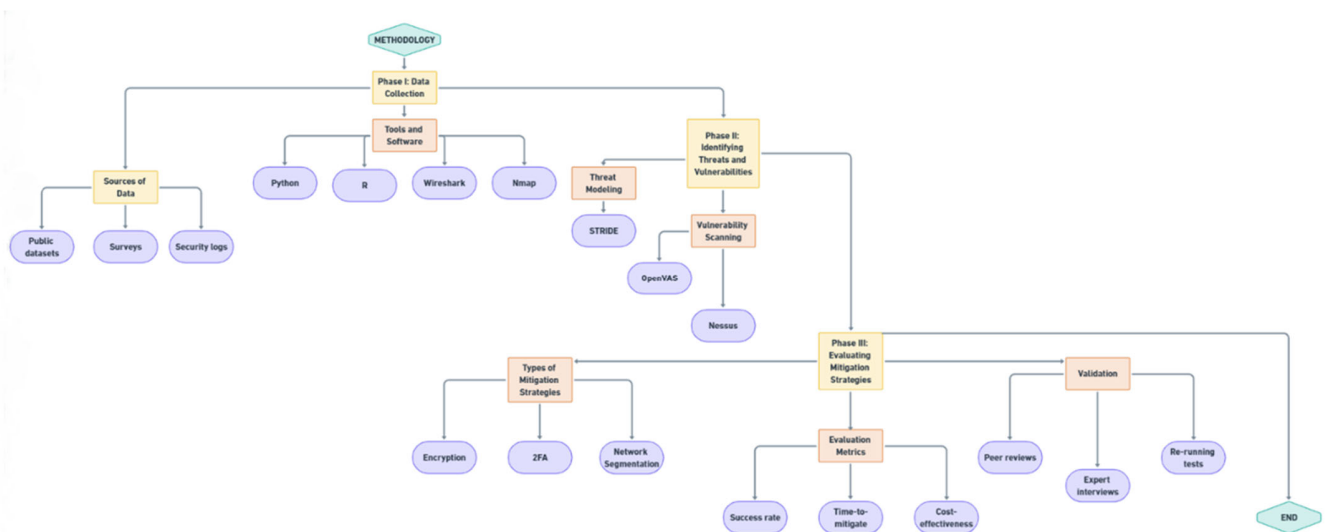 METHODOLOGY
Phase I: Data
Collection
Tools and
Software
Python
R
Wireshark
Nmap
Sources of
Data
Public
datasets
Surveys
Security logs
Phase II:
Identifying
Threats and
Vulnerabilities
Threat
Modeling
STRIDE
Vulnerability
Scanning
OpenVAS
Nessus
Phase III:
Evaluating
Mitigation
Strategies
Types of
Mitigation
Strategies
Encryption
2FA
Network
Segmentation
Evaluation
Metrics
Success rate
Time-to-
mitigate
Cost-
effectiveness
Validation
Peer reviews
Expert
interviews
Re-running
tests
END